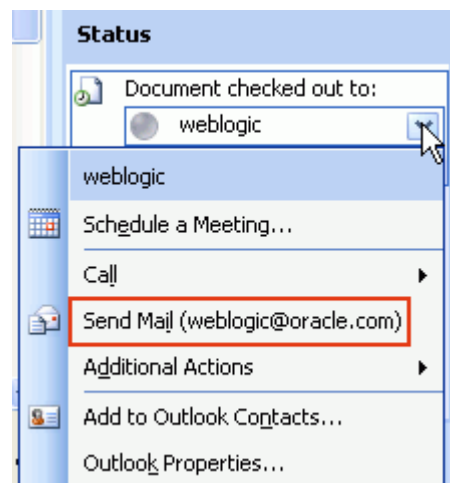 Status
Document checked out to:
weblogic
weblogic
Schedule a Meeting...
Call
Send Mail (weblogic@oracle.com)
Additional Actions
Add to Outlook Contacts...
Outlook Properties...